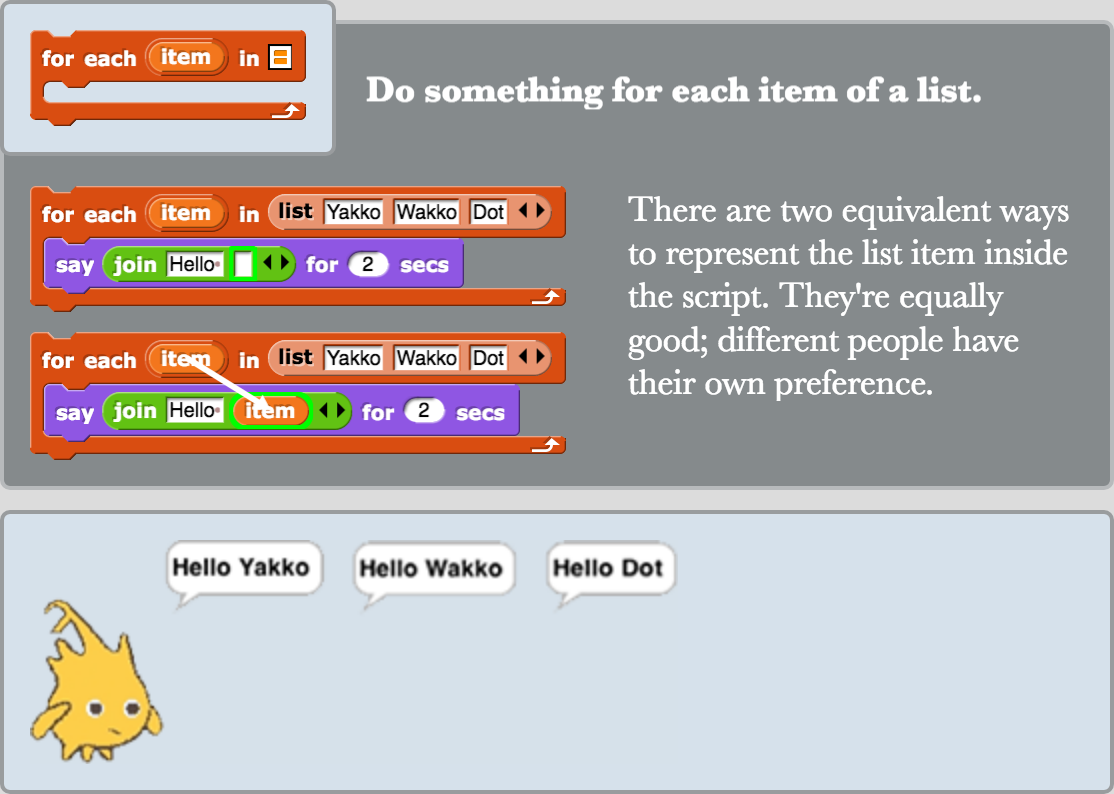 for each item in
Do something for each item of a list.
for each item in list Yakko Wakko Dot
say join Hello for 2 secs
for each item in list Yakko Wakko Dot
say join Hello item for 2 secs
There are two equivalent ways
to represent the list item inside
the script. They're equally
good; different people have
their own preference.
Hello Yakko
Hello Wakko
Hello Dot